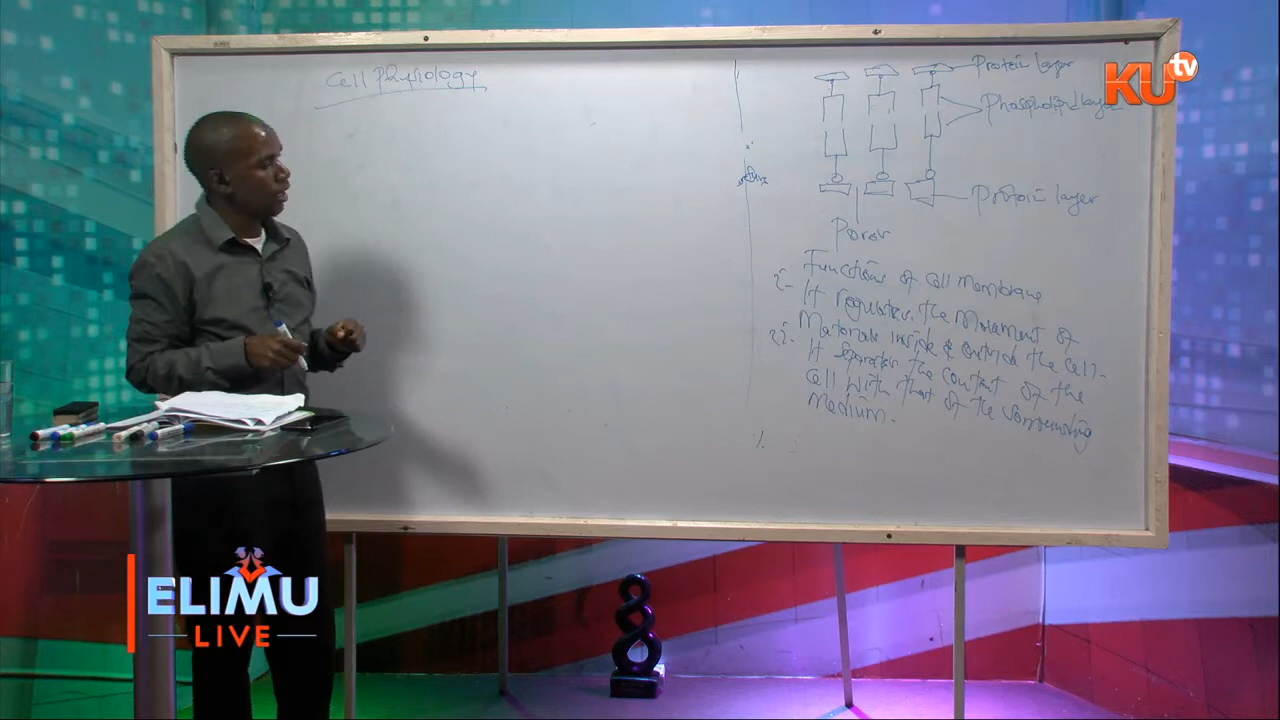 Cell Physiology
Protein layer
Phospholipid layer
Protein layer
Pores
Functions of Cell Membrane
i- It regulates the Movement of
Materials inside & outside the Cell-
ii- It Separates the Content of the
Cell with that of the Sorrounding
Medium.
KU tv
ELIMU
LIVE